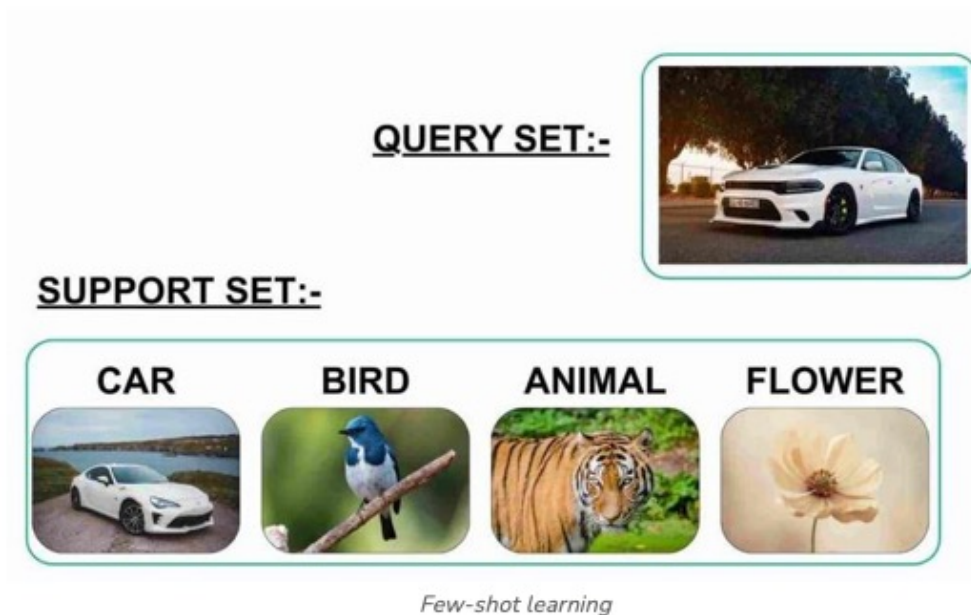 QUERY SET:-
SUPPORT SET:-
CAR BIRD ANIMAL FLOWER
Few-shot learning